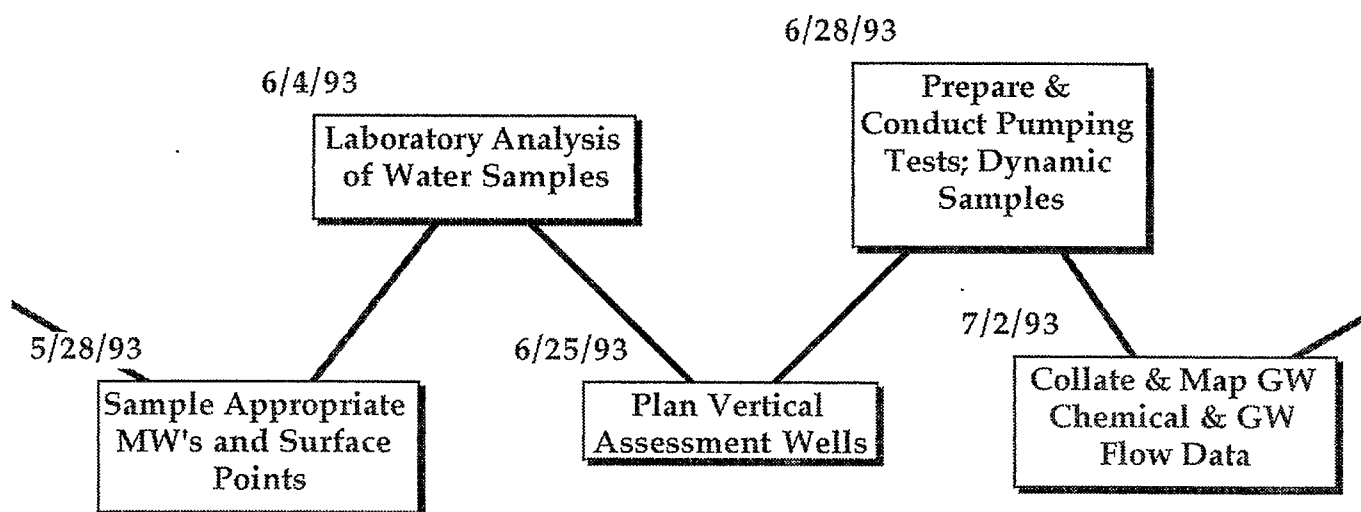 5/28/93
Sample Appropriate
MW's and Surface
Points
6/4/93
Laboratory Analysis
of Water Samples
6/25/93
Plan Vertical
Assessment Wells
6/28/93
Prepare &
Conduct Pumping
Tests; Dynamic
Samples
7/2/93
Collate & Map GW
Chemical & GW
Flow Data